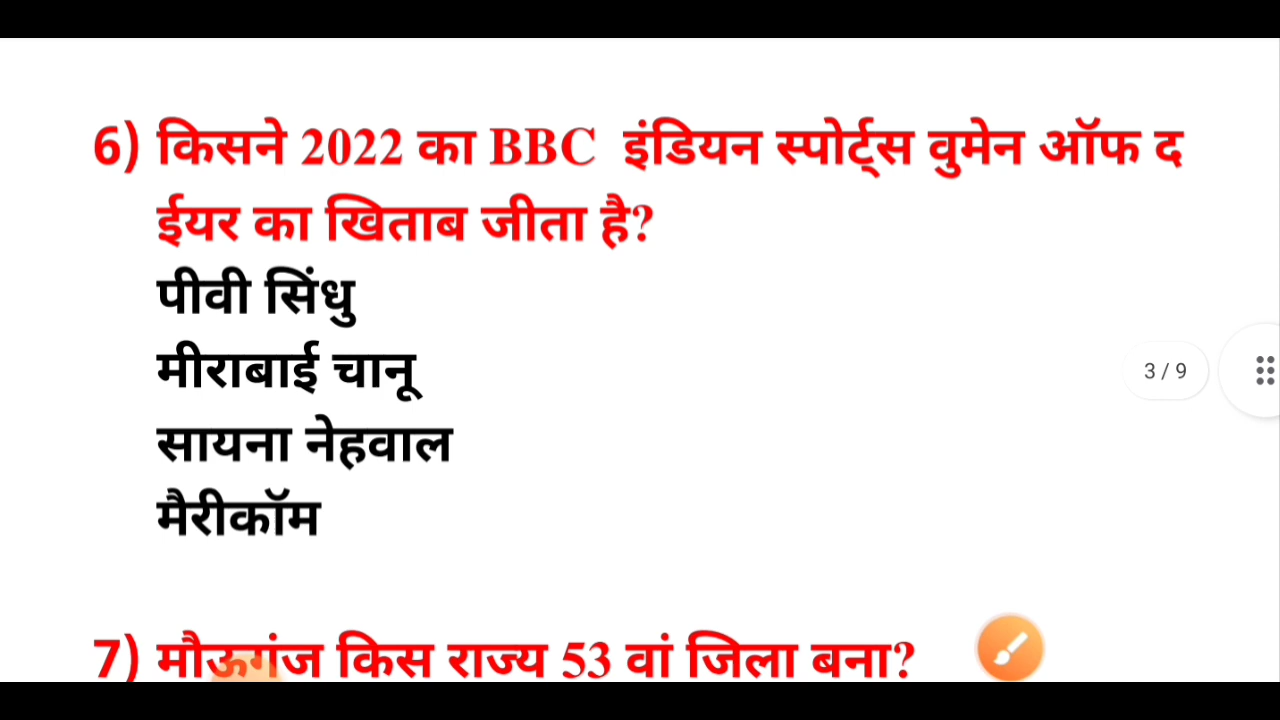 6) किसने 2022 का BBC इंडियन स्पोर्ट्स वुमेन ऑफ द
ईयर का खिताब जीता है?
पीवी सिंधु
मीराबाई चानू
3 / 9
सायना नेहवाल
मैरीकॉम
7) मौऊगंज किस राज्य 53 वां जिला बना?